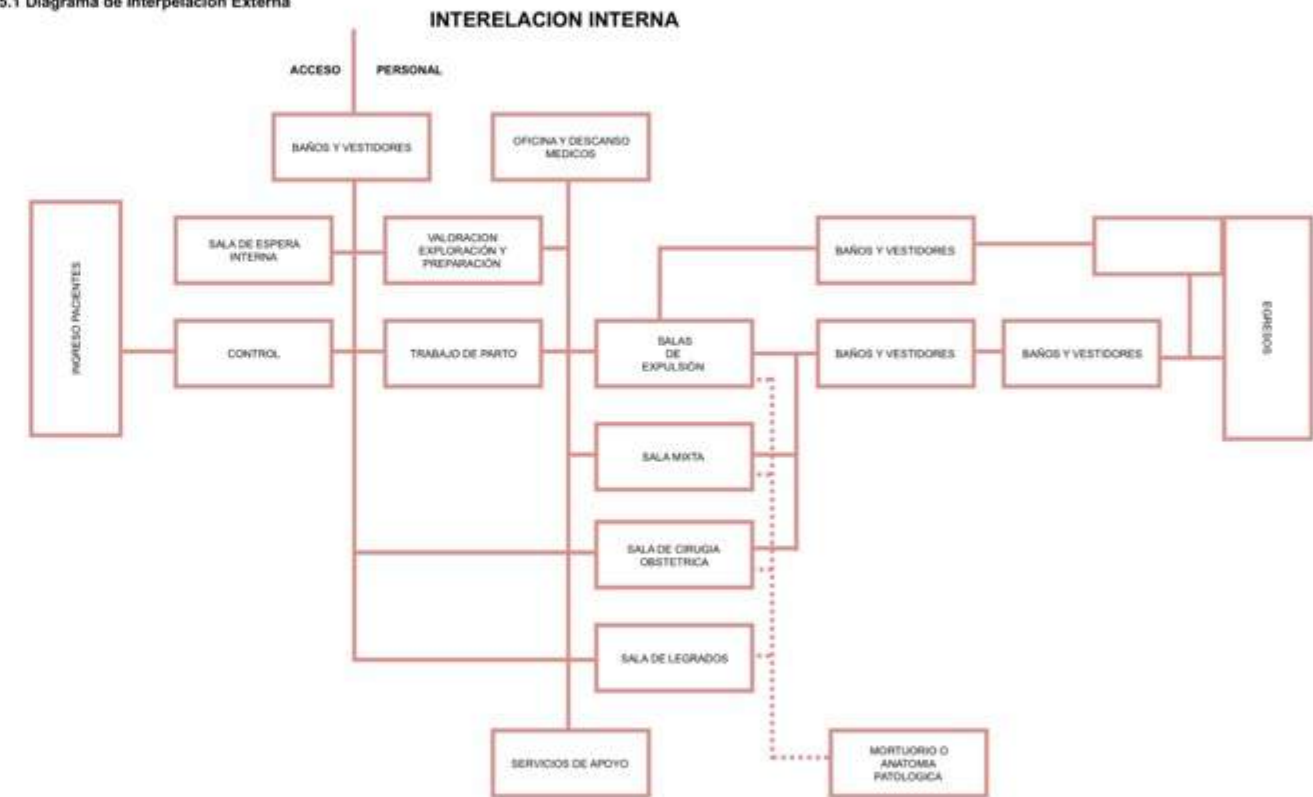 5.1 Diagrama de Interpelación Externa
INTERELACION INTERNA
ACCESO PERSONAL
BAÑOS Y VESTIDORES
OFICINA Y DESCANSO
MEDICOS
INGRESO PACIENTES
SALA DE ESPERA
INTERNA
VALORACION
EXPLORACIÓN Y
PREPARACIÓN
BAÑOS Y VESTIDORES
EGRESOS
CONTROL
TRABAJO DE PARTO
SALAS
DE
EXPULSIÓN
BAÑOS Y VESTIDORES
BAÑOS Y VESTIDORES
SALA MIXTA
SALA DE CIRUGIA
OBSTETRICA
SALA DE LEGRADOS
SERVICIOS DE APOYO
MORTUORIO O
ANATOMIA
PATOLOGICA